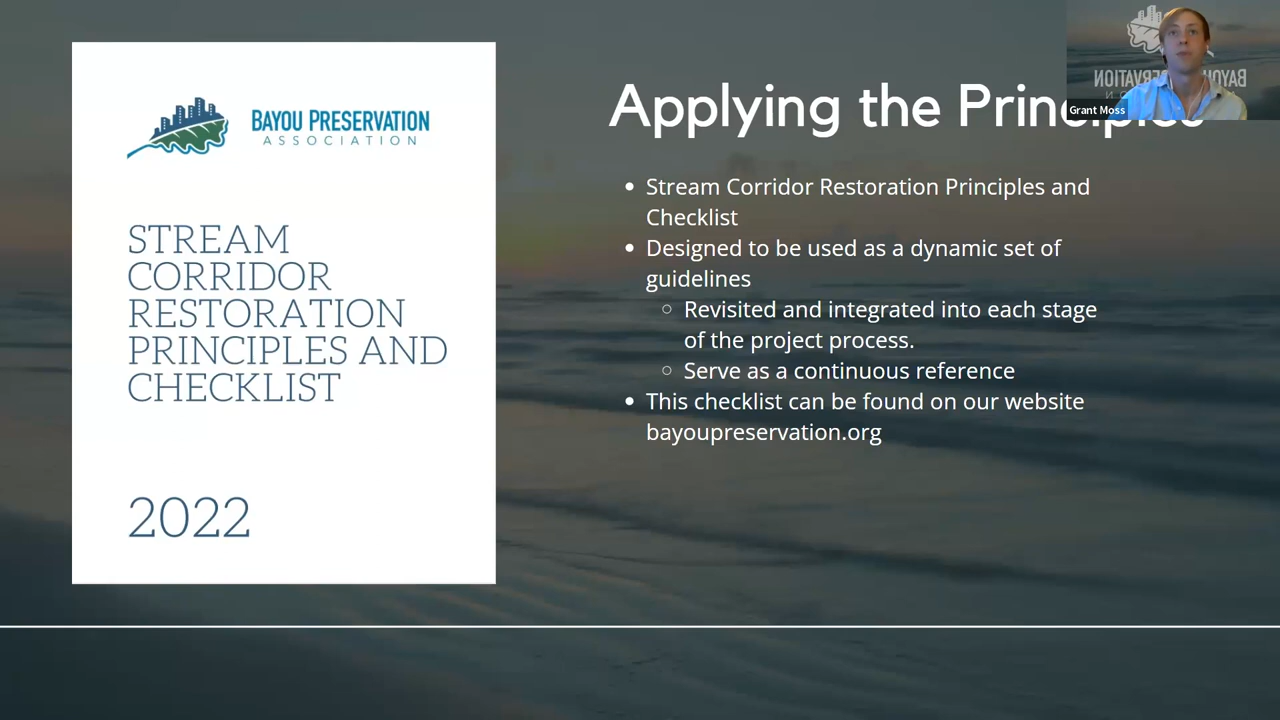 BAYOU PRESERVATION
ASSOCIATION
STREAM
CORRIDOR
RESTORATION
PRINCIPLES AND
CHECKLIST
2022
Applying the Principles
Stream Corridor Restoration Principles and
Checklist
Designed to be used as a dynamic set of
guidelines
Revisited and integrated into each stage
of the project process.
Serve as a continuous reference
This checklist can be found on our website
bayoupreservation.org
Grant Moss